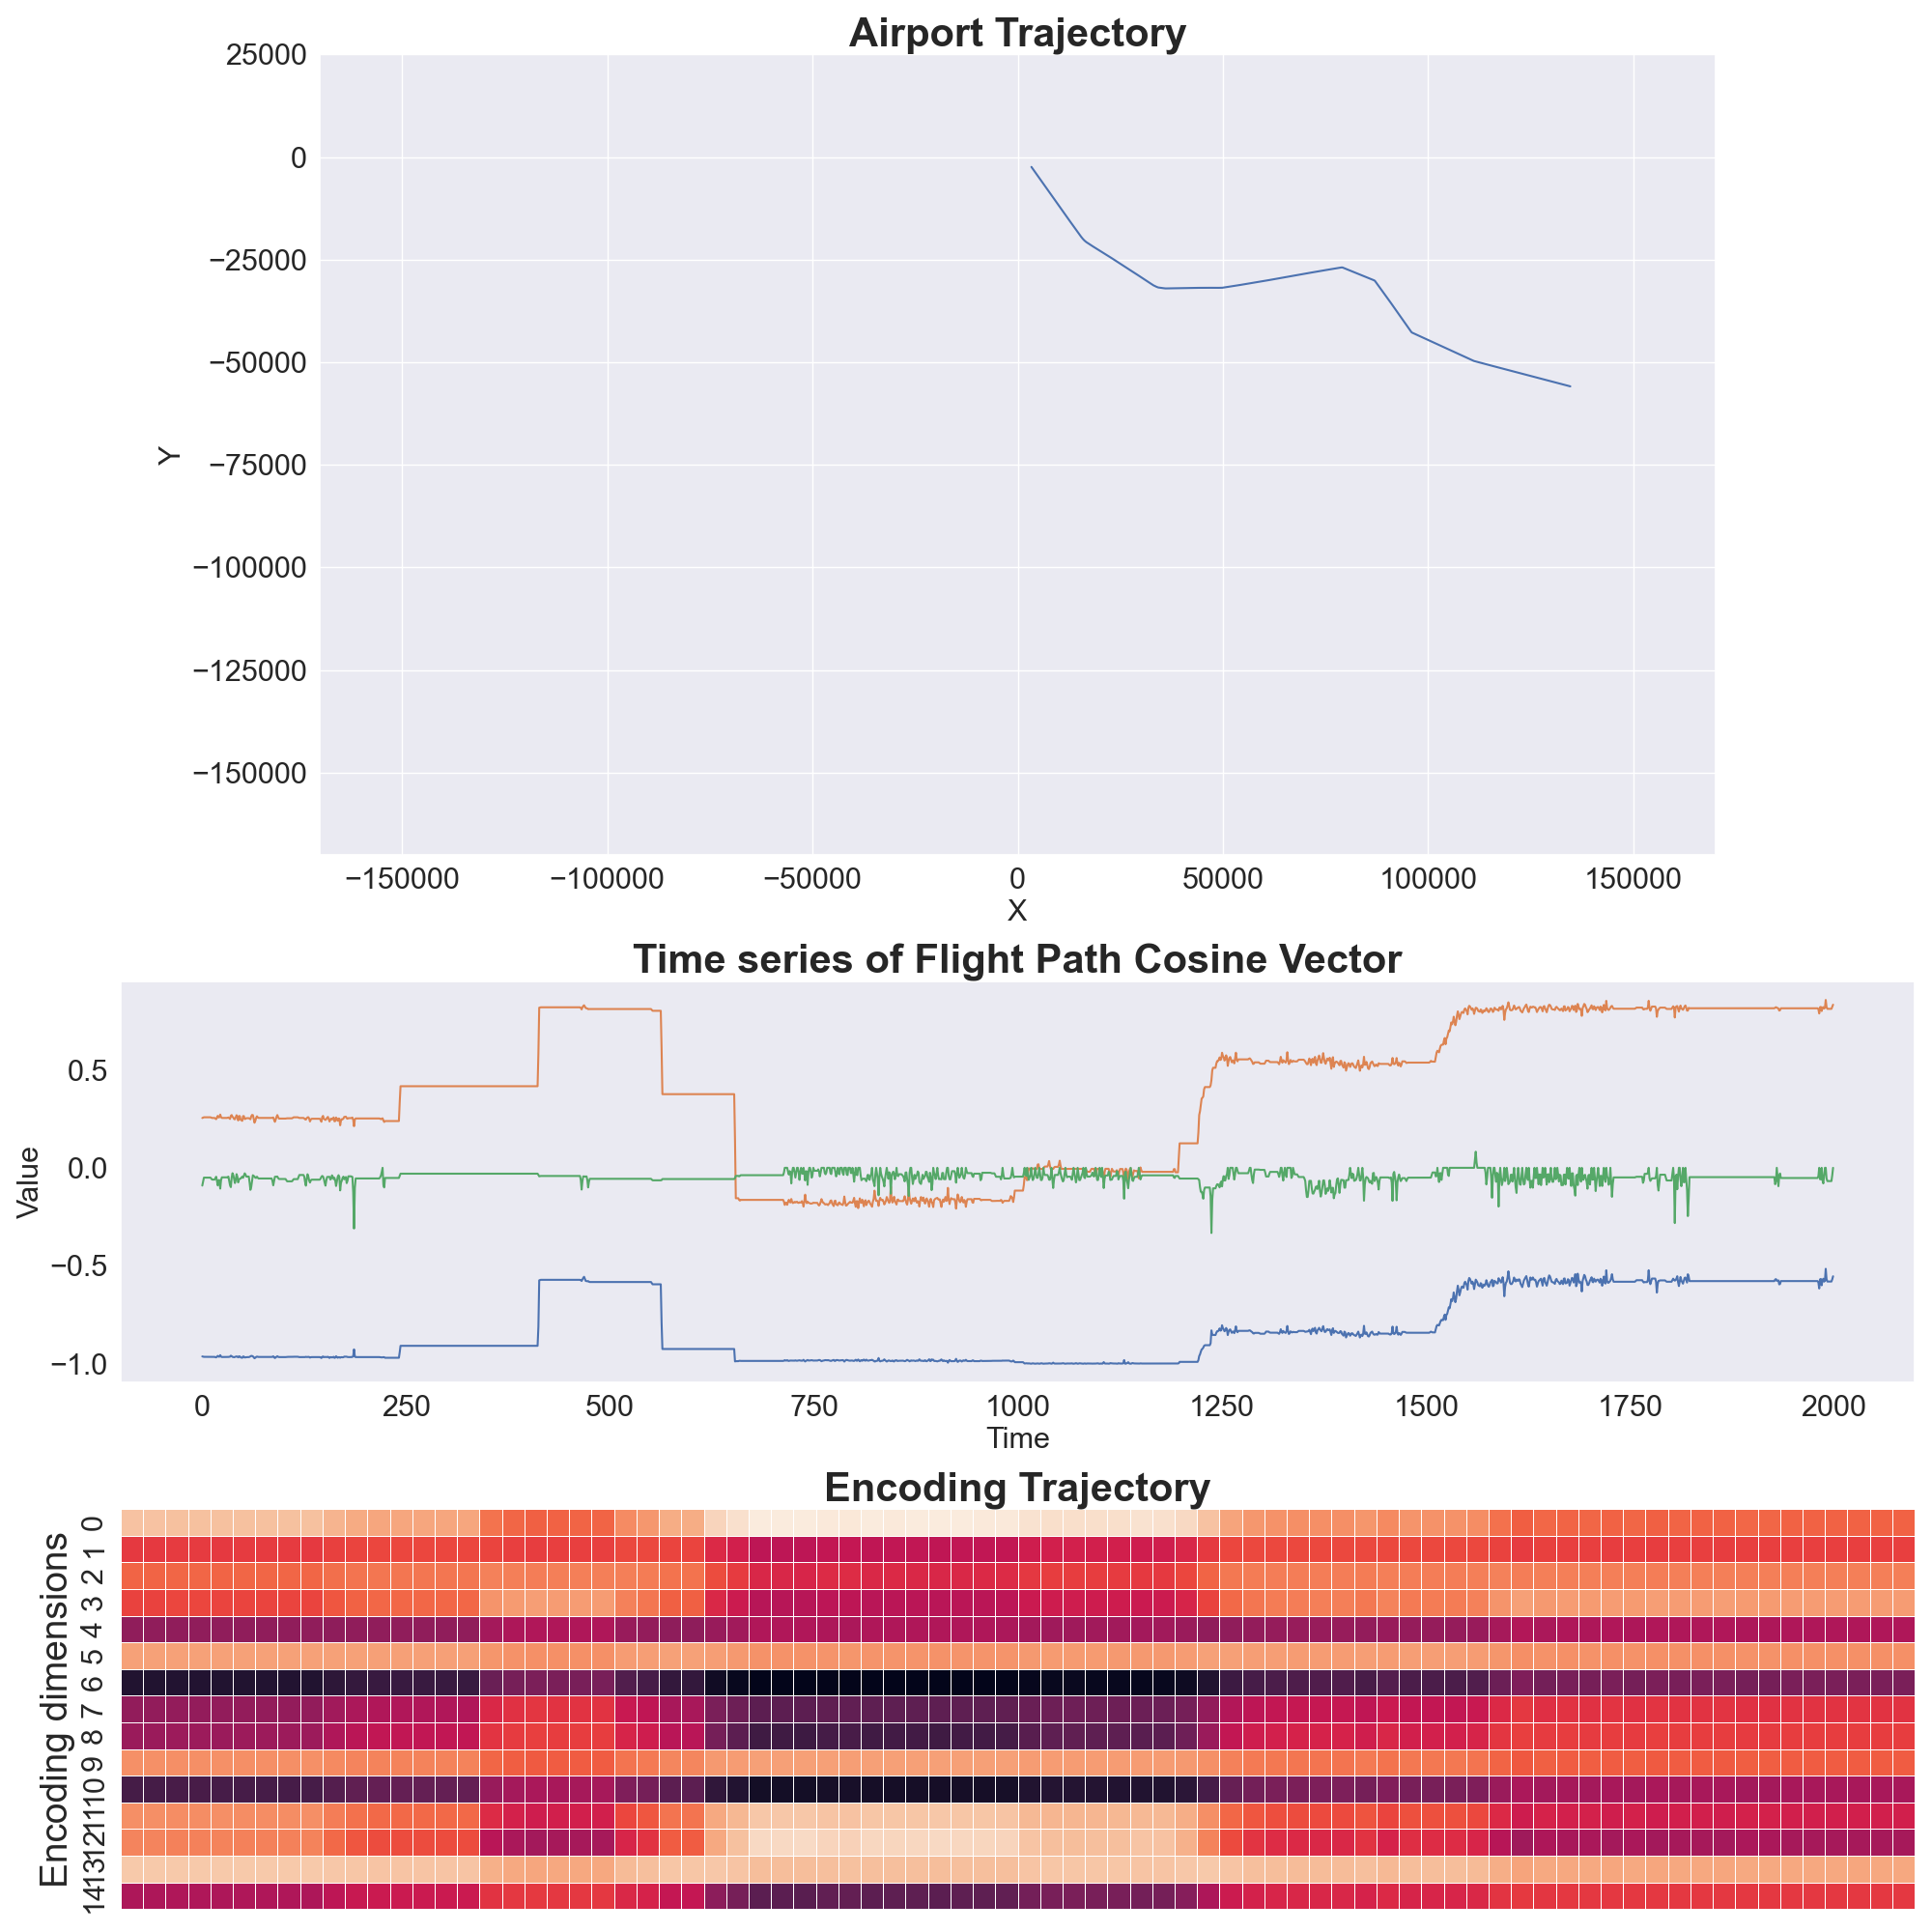 Airport Trajectory
25000
0
−25000
−50000
−75000
−100000
−125000
−150000
Y
−150000 −100000 −50000 0 50000 100000 150000
X
Time series of Flight Path Cosine Vector
0.5
0.0
−0.5
−1.0
Value
0 250 500 750 1000 1250 1500 1750 2000
Time
Encoding Trajectory
Encoding dimensions
0
1
2
3
4
5
6
7
8
9
10
11
12
13
14